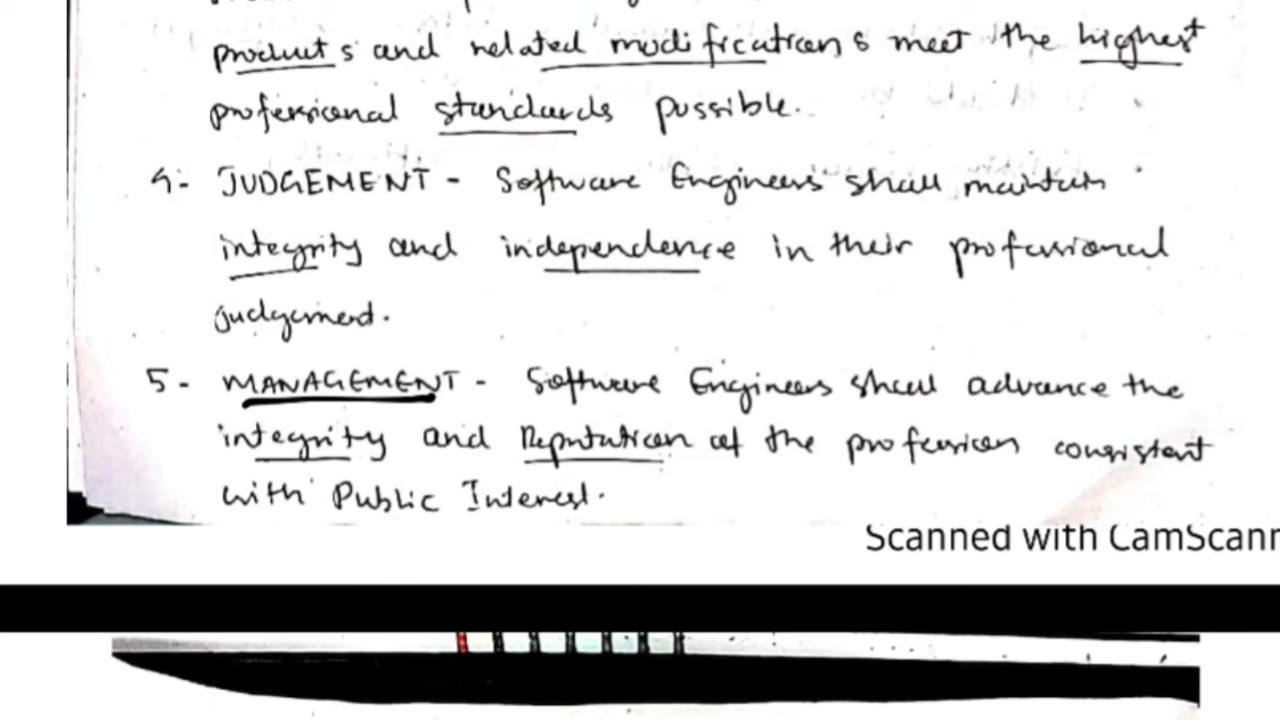 products and related modifications meet the highest
professional standards possible.
4- JUDGEMENT - Software Engineers shall maintain
integrity and independence in their professional
judgement.
5- MANAGEMENT - Software Engineers shall advance the
integrity and Reputation of the profession consistent
with Public Interest.
Scanned with CamScann